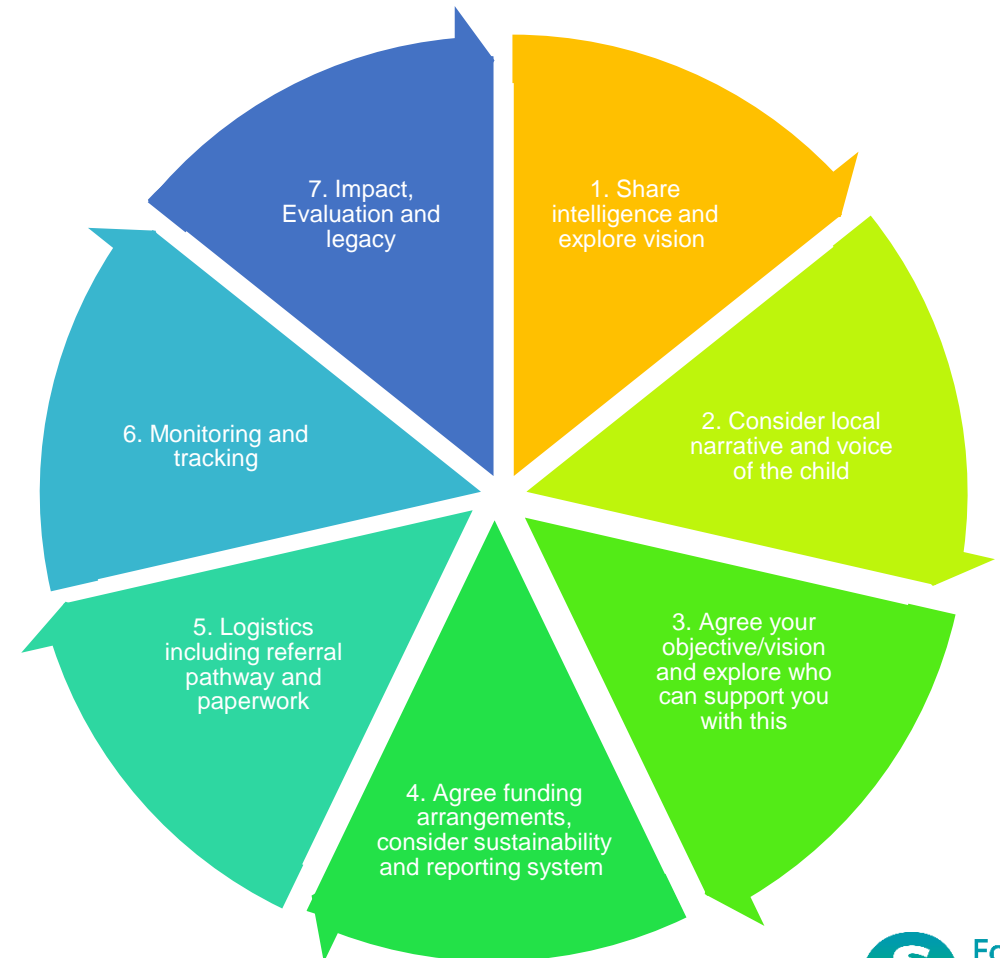 1. Share
intelligence and
explore vision
2. Consider local
narrative and voice
of the child
3. Agree your
objective/vision
and explore who
can support you
with this
4. Agree funding
arrangements,
consider sustainability
and reporting system
5. Logistics
including referral
pathway and
paperwork
6. Monitoring and
tracking
7. Impact,
Evaluation and
legacy